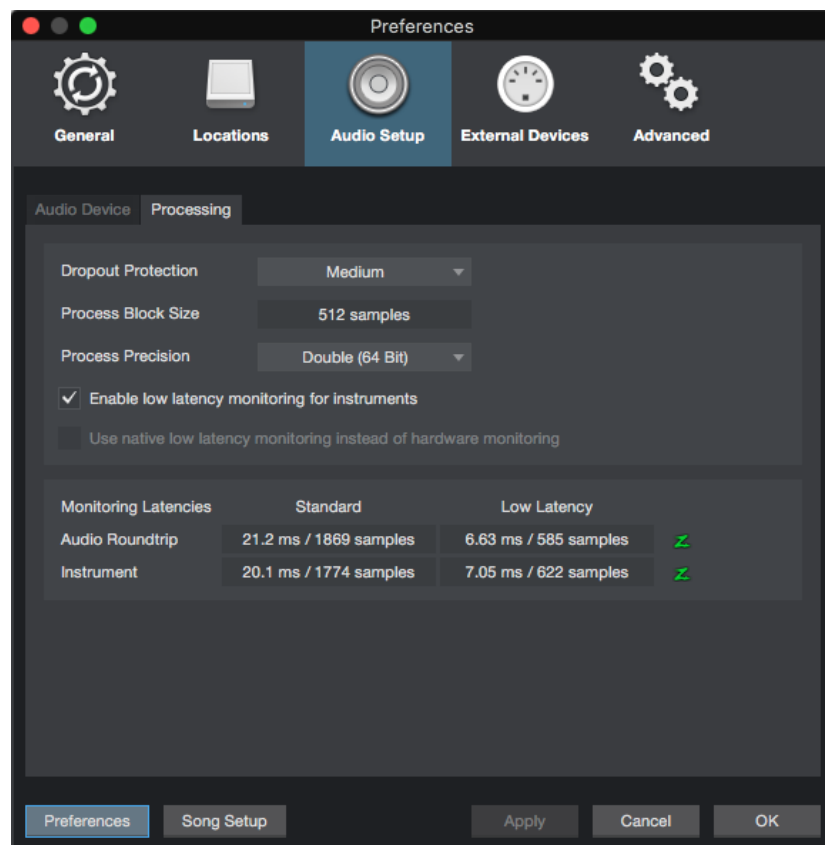 Preferences
General Locations Audio Setup External Devices Advanced
Audio Device Processing
Dropout Protection Medium
Process Block Size 512 samples
Process Precision Double (64 Bit)
Enable low latency monitoring for instruments
Use native low latency monitoring instead of hardware monitoring
Monitoring Latencies Standard Low Latency
Audio Roundtrip 21.2 ms / 1869 samples 6.63 ms / 585 samples Z
Instrument 20.1 ms / 1774 samples 7.05 ms / 622 samples Z
Preferences Song Setup Apply Cancel OK